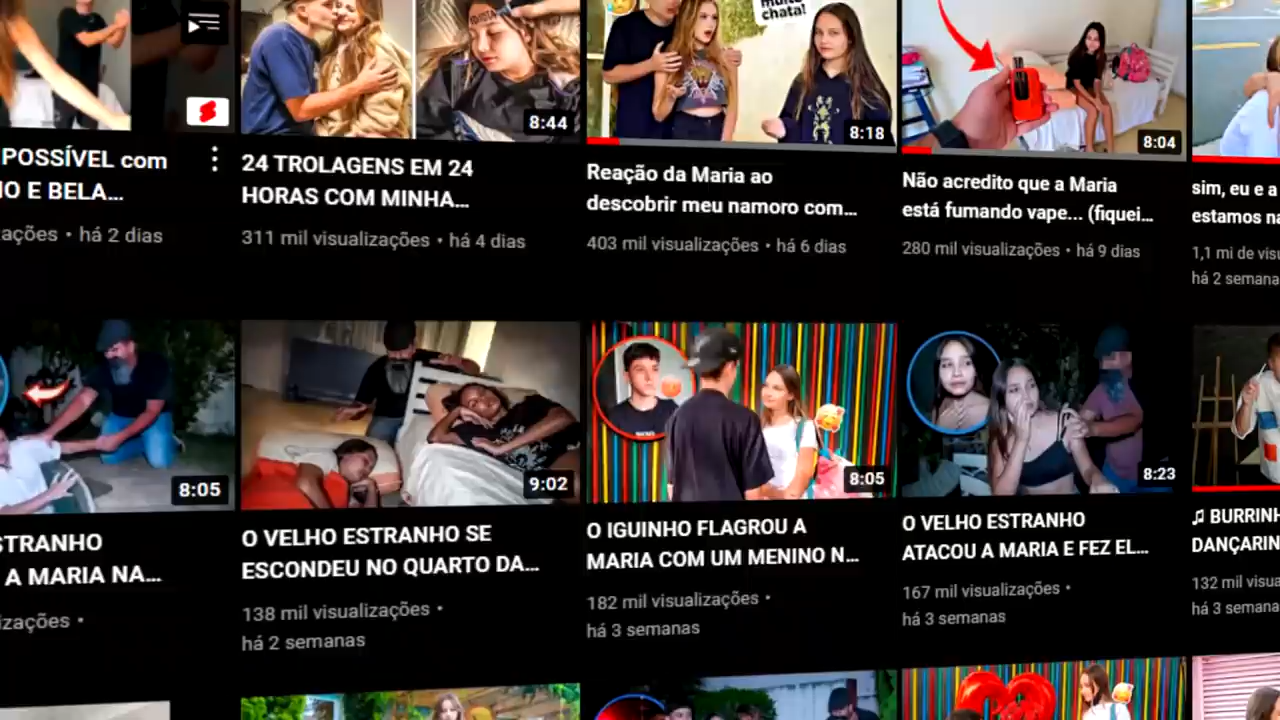 muita
chata!
8:44
8:18
8:04
POSSÍVEL com
O E BELA...
ações • há 2 dias
24 TROLAGENS EM 24
HORAS COM MINHA...
311 mil visualizações • há 4 dias
Reação da Maria ao
descobrir meu namoro com...
403 mil visualizações • há 6 dias
Não acredito que a Maria
está fumando vape... (fiquei...
280 mil visualizações • há 9 dias
sim, eu e a
estamos na
1,1 mi de visu
há 2 semana
8:05
9:02
8:05
8:23
STRANHO
A MARIA NA...
izações •
O VELHO ESTRANHO SE
ESCONDEU NO QUARTO DA...
138 mil visualizações •
há 2 semanas
O IGUINHO FLAGROU A
MARIA COM UM MENINO N...
182 mil visualizações •
há 3 semanas
O VELHO ESTRANHO
ATACOU A MARIA E FEZ EL...
167 mil visualizações •
há 3 semanas
♫ BURRINH
DANÇARIN
132 mil visua
há 3 semana